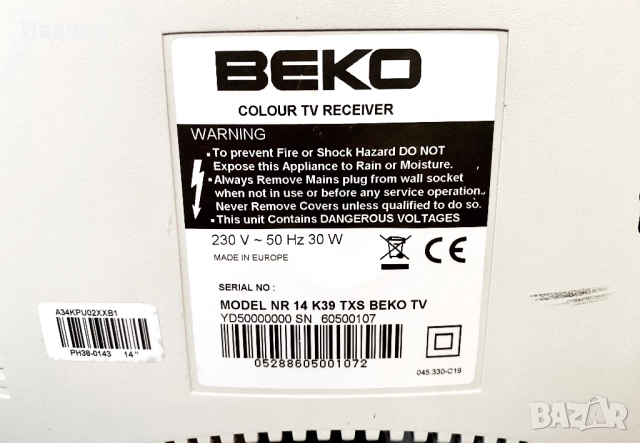 Иванов
BEKO
COLOUR TV RECEIVER
WARNING
▪ To prevent Fire or Shock Hazard DO NOT
Expose this Appliance to Rain or Moisture.
▪ Always Remove Mains plug from wall socket
when not in use or before any service operation.
Never Remove Covers unless qualified to do so.
▪ This unit Contains DANGEROUS VOLTAGES
230 V ~ 50 Hz 30 W
MADE IN EUROPE
CE
SERIAL NO :
MODEL NR 14 K39 TXS BEKO TV
YD50000000 SN 60500107
05288605001072
045.330-C19
A34KPU02XXB1
PH38-0143 14"
BAZAR